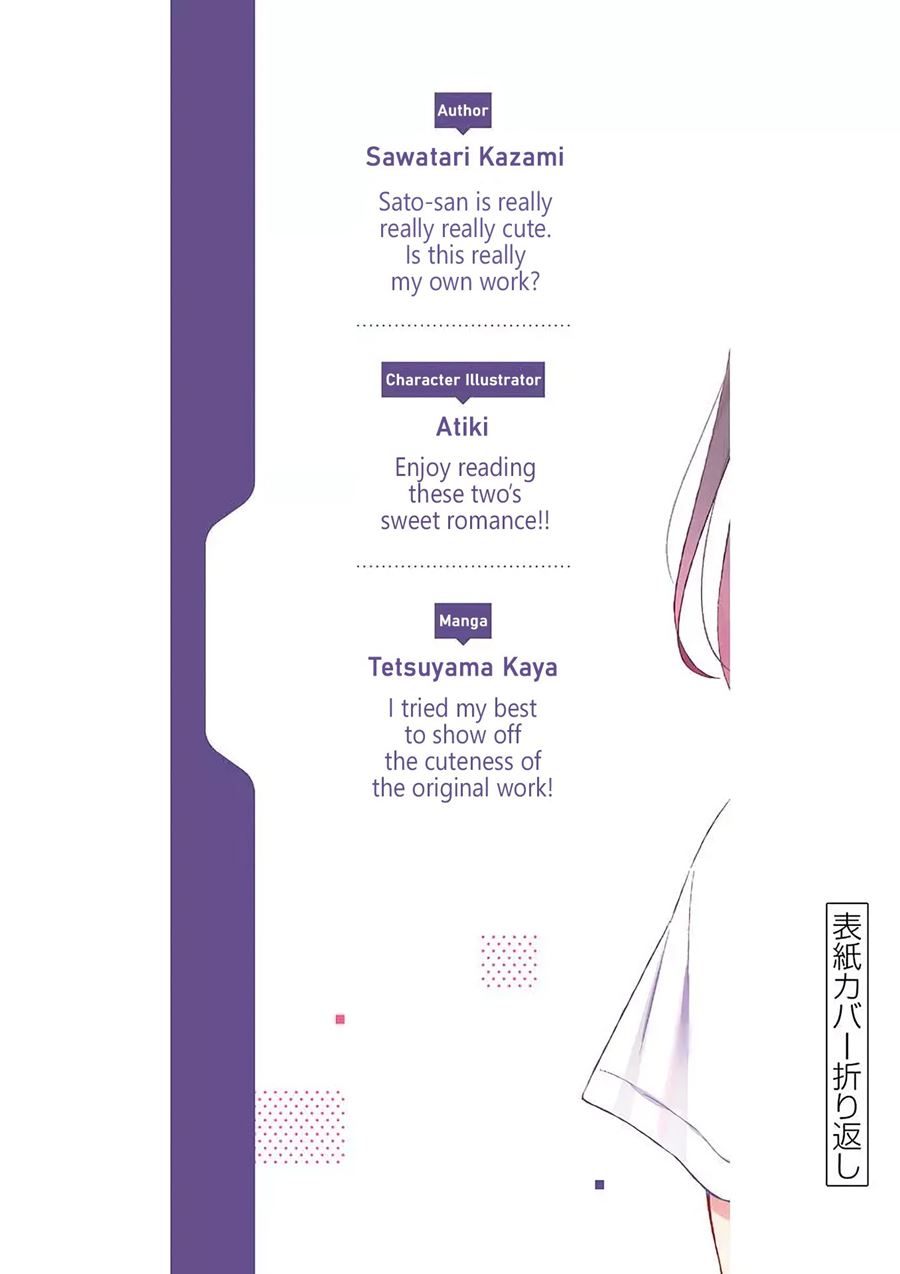 Author
Sawatari Kazami
Sato-san is really
really really cute.
Is this really
my own work?
Character Illustrator
Atiki
Enjoy reading
these two's
sweet romance!!
Manga
Tetsuyama Kaya
I tried my best
to show off
the cuteness of
the original work!
表紙カバー折り返し